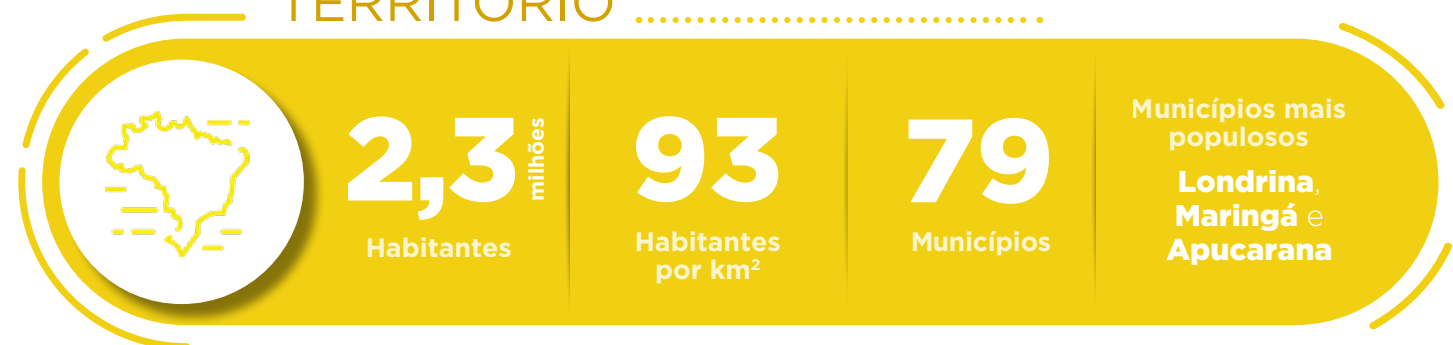 TERRITÓRIO
2,3 milhões
Habitantes
93
Habitantes
por km²
79
Municípios
Municípios mais
populosos
Londrina,
Maringá e
Apucarana